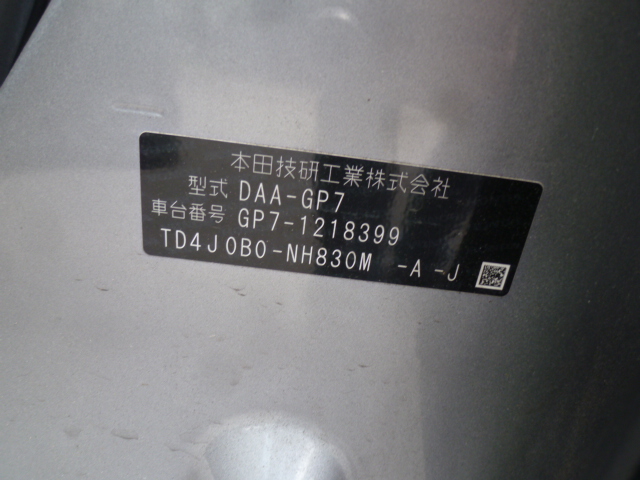 本田技研工業株式会社
型式 DAA-GP7
車台番号 GP7-1218399
TD4J0B0-NH830M -A -J